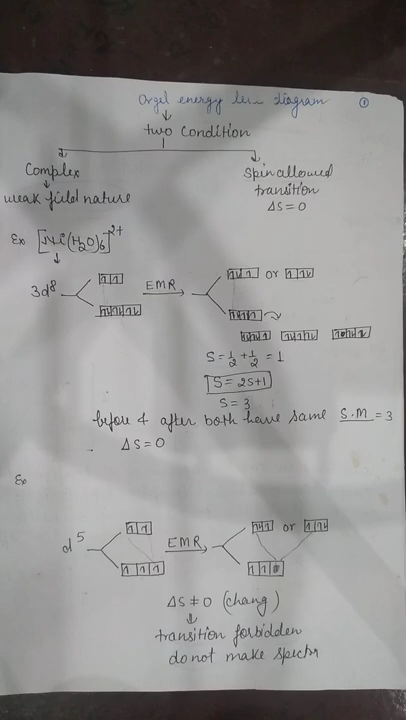 Orgel energy term diagram ①
two condition
Complex
weak field nature
Spin allowed
transition
ΔS = 0
Ex [Ni(H₂O)₆]²⁺
3d⁸
EMR
or
S = 1/2 + 1/2 = 1
S = 2S+1
S = 3
before & after both have same S.M = 3
ΔS = 0
Ex
d⁵
EMR
or
ΔS ≠ 0 (chang)
transition forbidden
do not make spectra